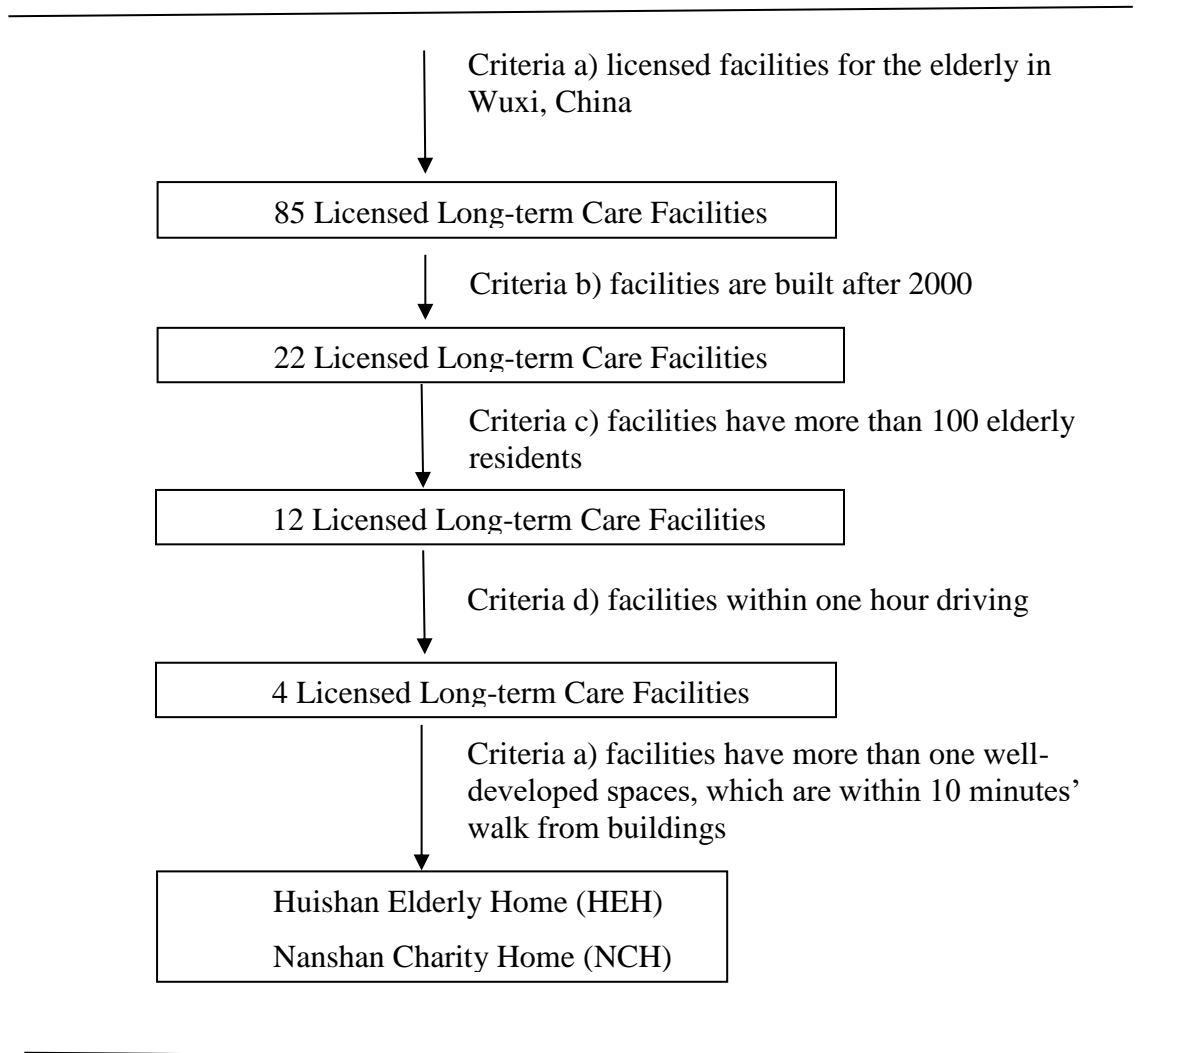 Criteria a) licensed facilities for the elderly in
Wuxi, China
85 Licensed Long-term Care Facilities
Criteria b) facilities are built after 2000
22 Licensed Long-term Care Facilities
Criteria c) facilities have more than 100 elderly
residents
12 Licensed Long-term Care Facilities
Criteria d) facilities within one hour driving
4 Licensed Long-term Care Facilities
Criteria a) facilities have more than one well-
developed spaces, which are within 10 minutes’
walk from buildings
Huishan Elderly Home (HEH)
Nanshan Charity Home (NCH)